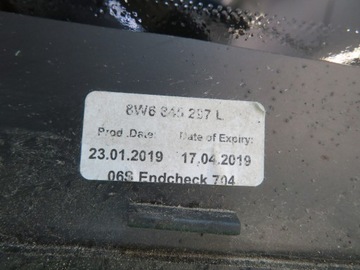 8W6 845 297 L
Prod .Date: Date of Expiry:
23.01.2019 17.04.2019
06S Endcheck 704